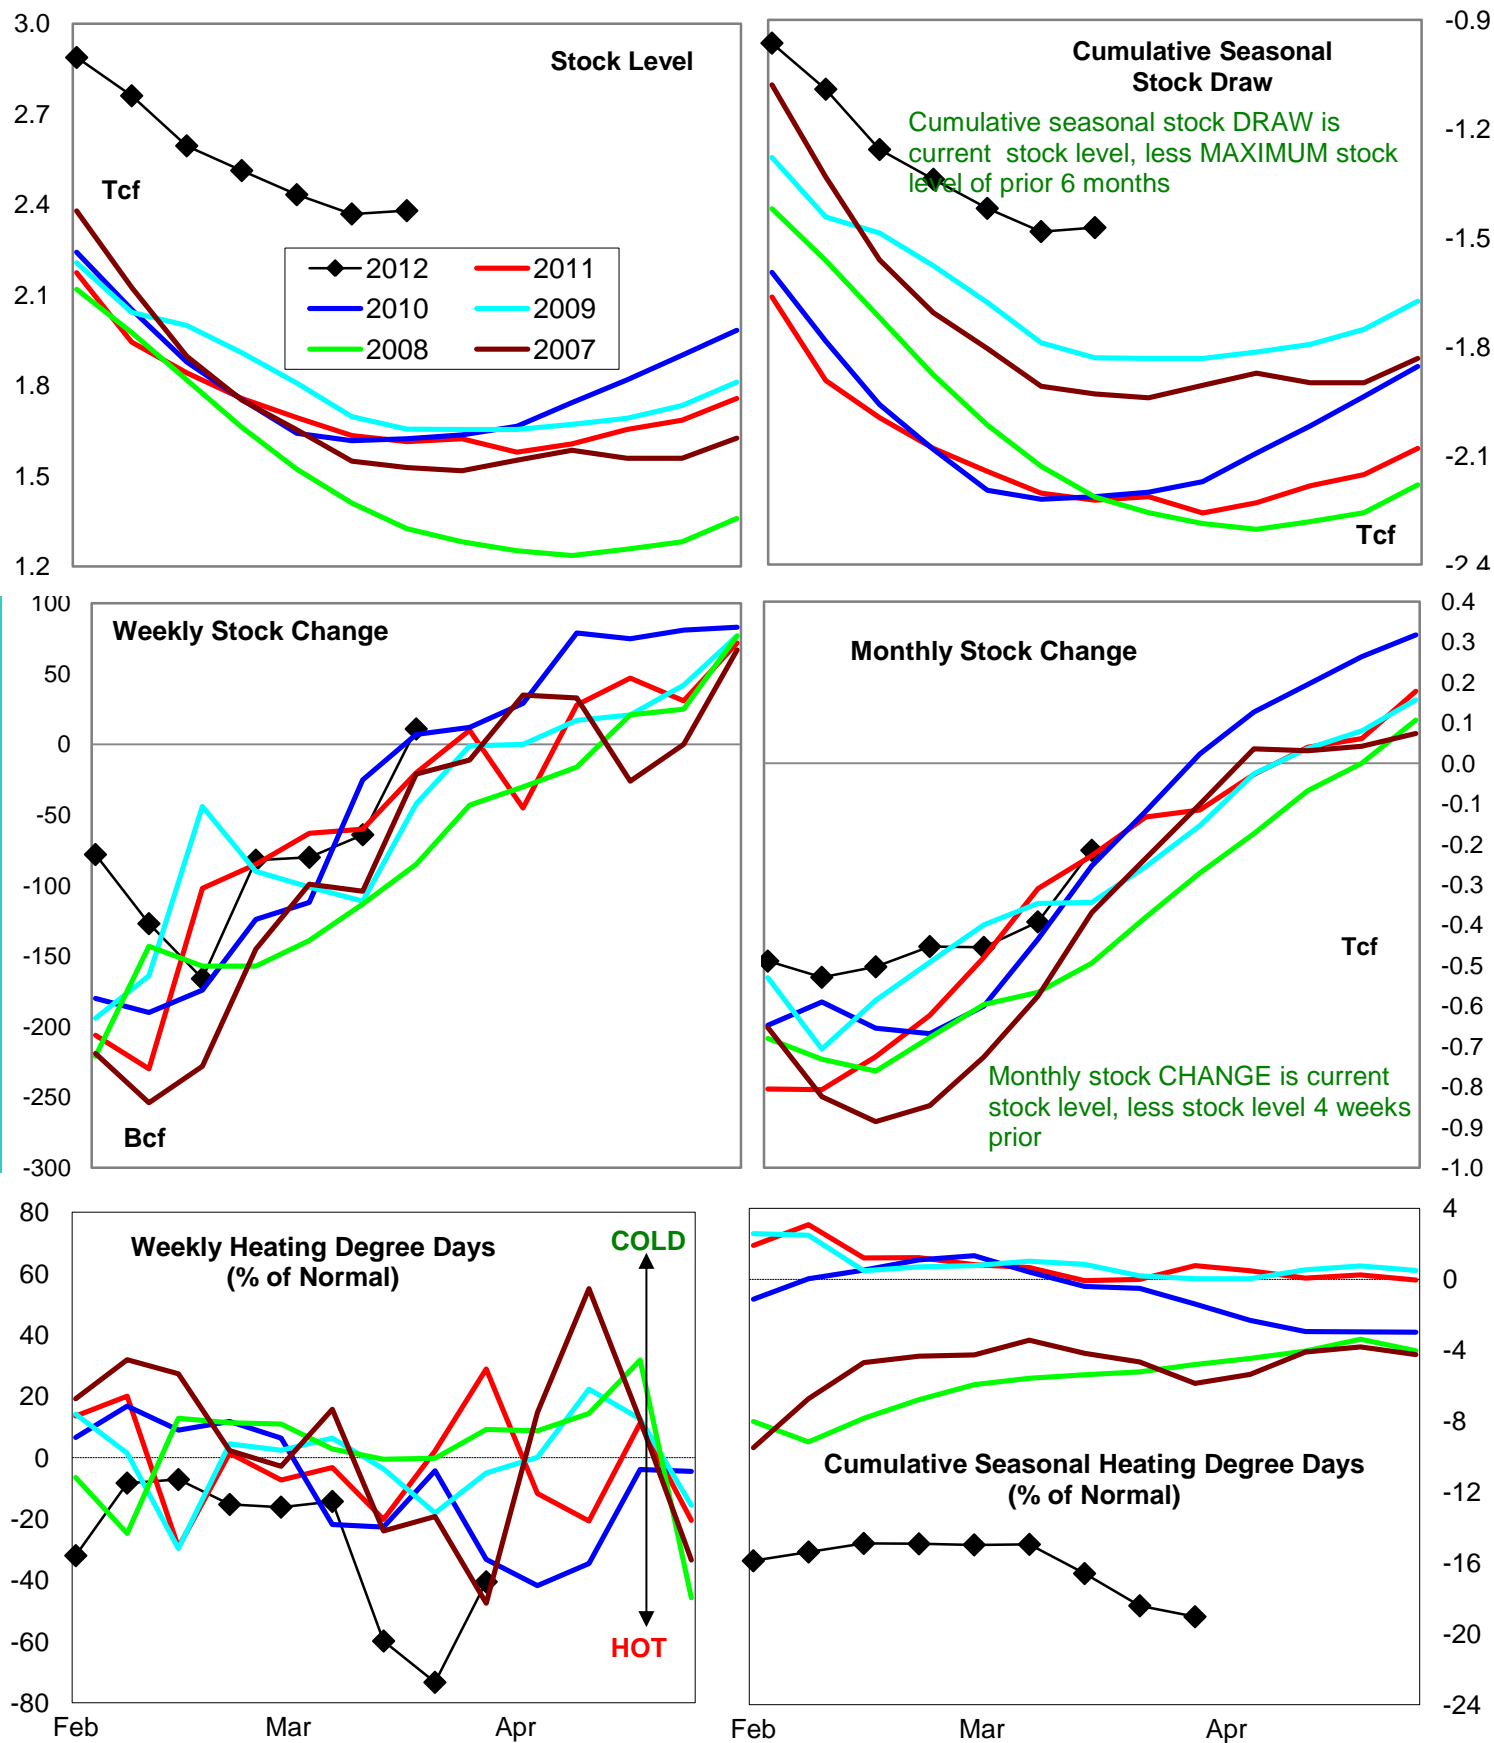 3.0
2.7
2.4
2.1
1.8
1.5
1.2
Stock Level
Tcf
2012
2011
2010
2009
2008
2007
Cumulative Seasonal
Stock Draw
Cumulative seasonal stock DRAW is
current stock level, less MAXIMUM stock
level of prior 6 months
Tcf
-0.9
-1.2
-1.5
-1.8
-2.1
-2.4
100
50
0
-50
-100
-150
-200
-250
-300
Weekly Stock Change
Bcf
Monthly Stock Change
Tcf
Monthly stock CHANGE is current
stock level, less stock level 4 weeks
prior
0.4
0.3
0.2
0.1
0.0
-0.1
-0.2
-0.3
-0.4
-0.5
-0.6
-0.7
-0.8
-0.9
-1.0
80
60
40
20
0
-20
-40
-60
-80
Weekly Heating Degree Days
(% of Normal)
COLD
HOT
Feb
Mar
Apr
Cumulative Seasonal Heating Degree Days
(% of Normal)
4
0
-4
-8
-12
-16
-20
-24
Feb
Mar
Apr